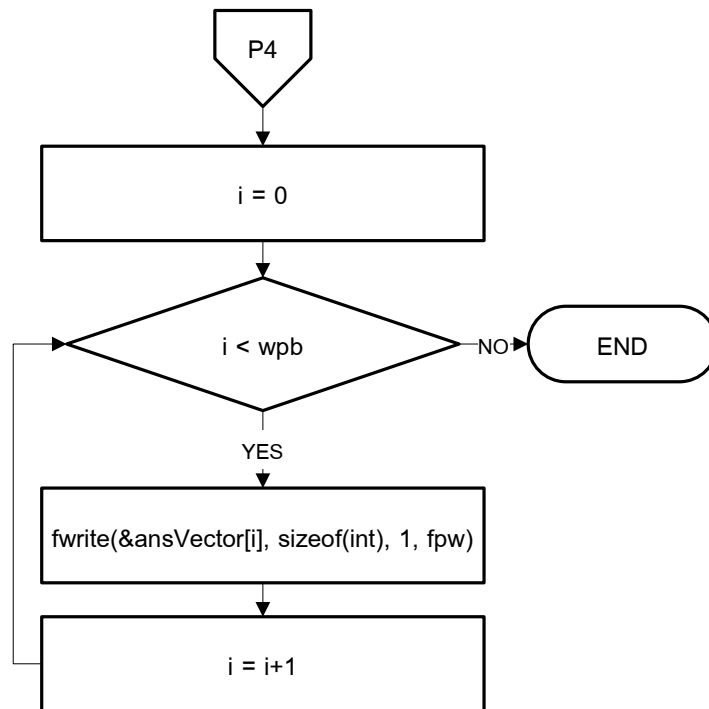 P4
i = 0
i < wpb
NO
END
YES
fwrite(&ansVector[i], sizeof(int), 1, fpw)
i = i+1